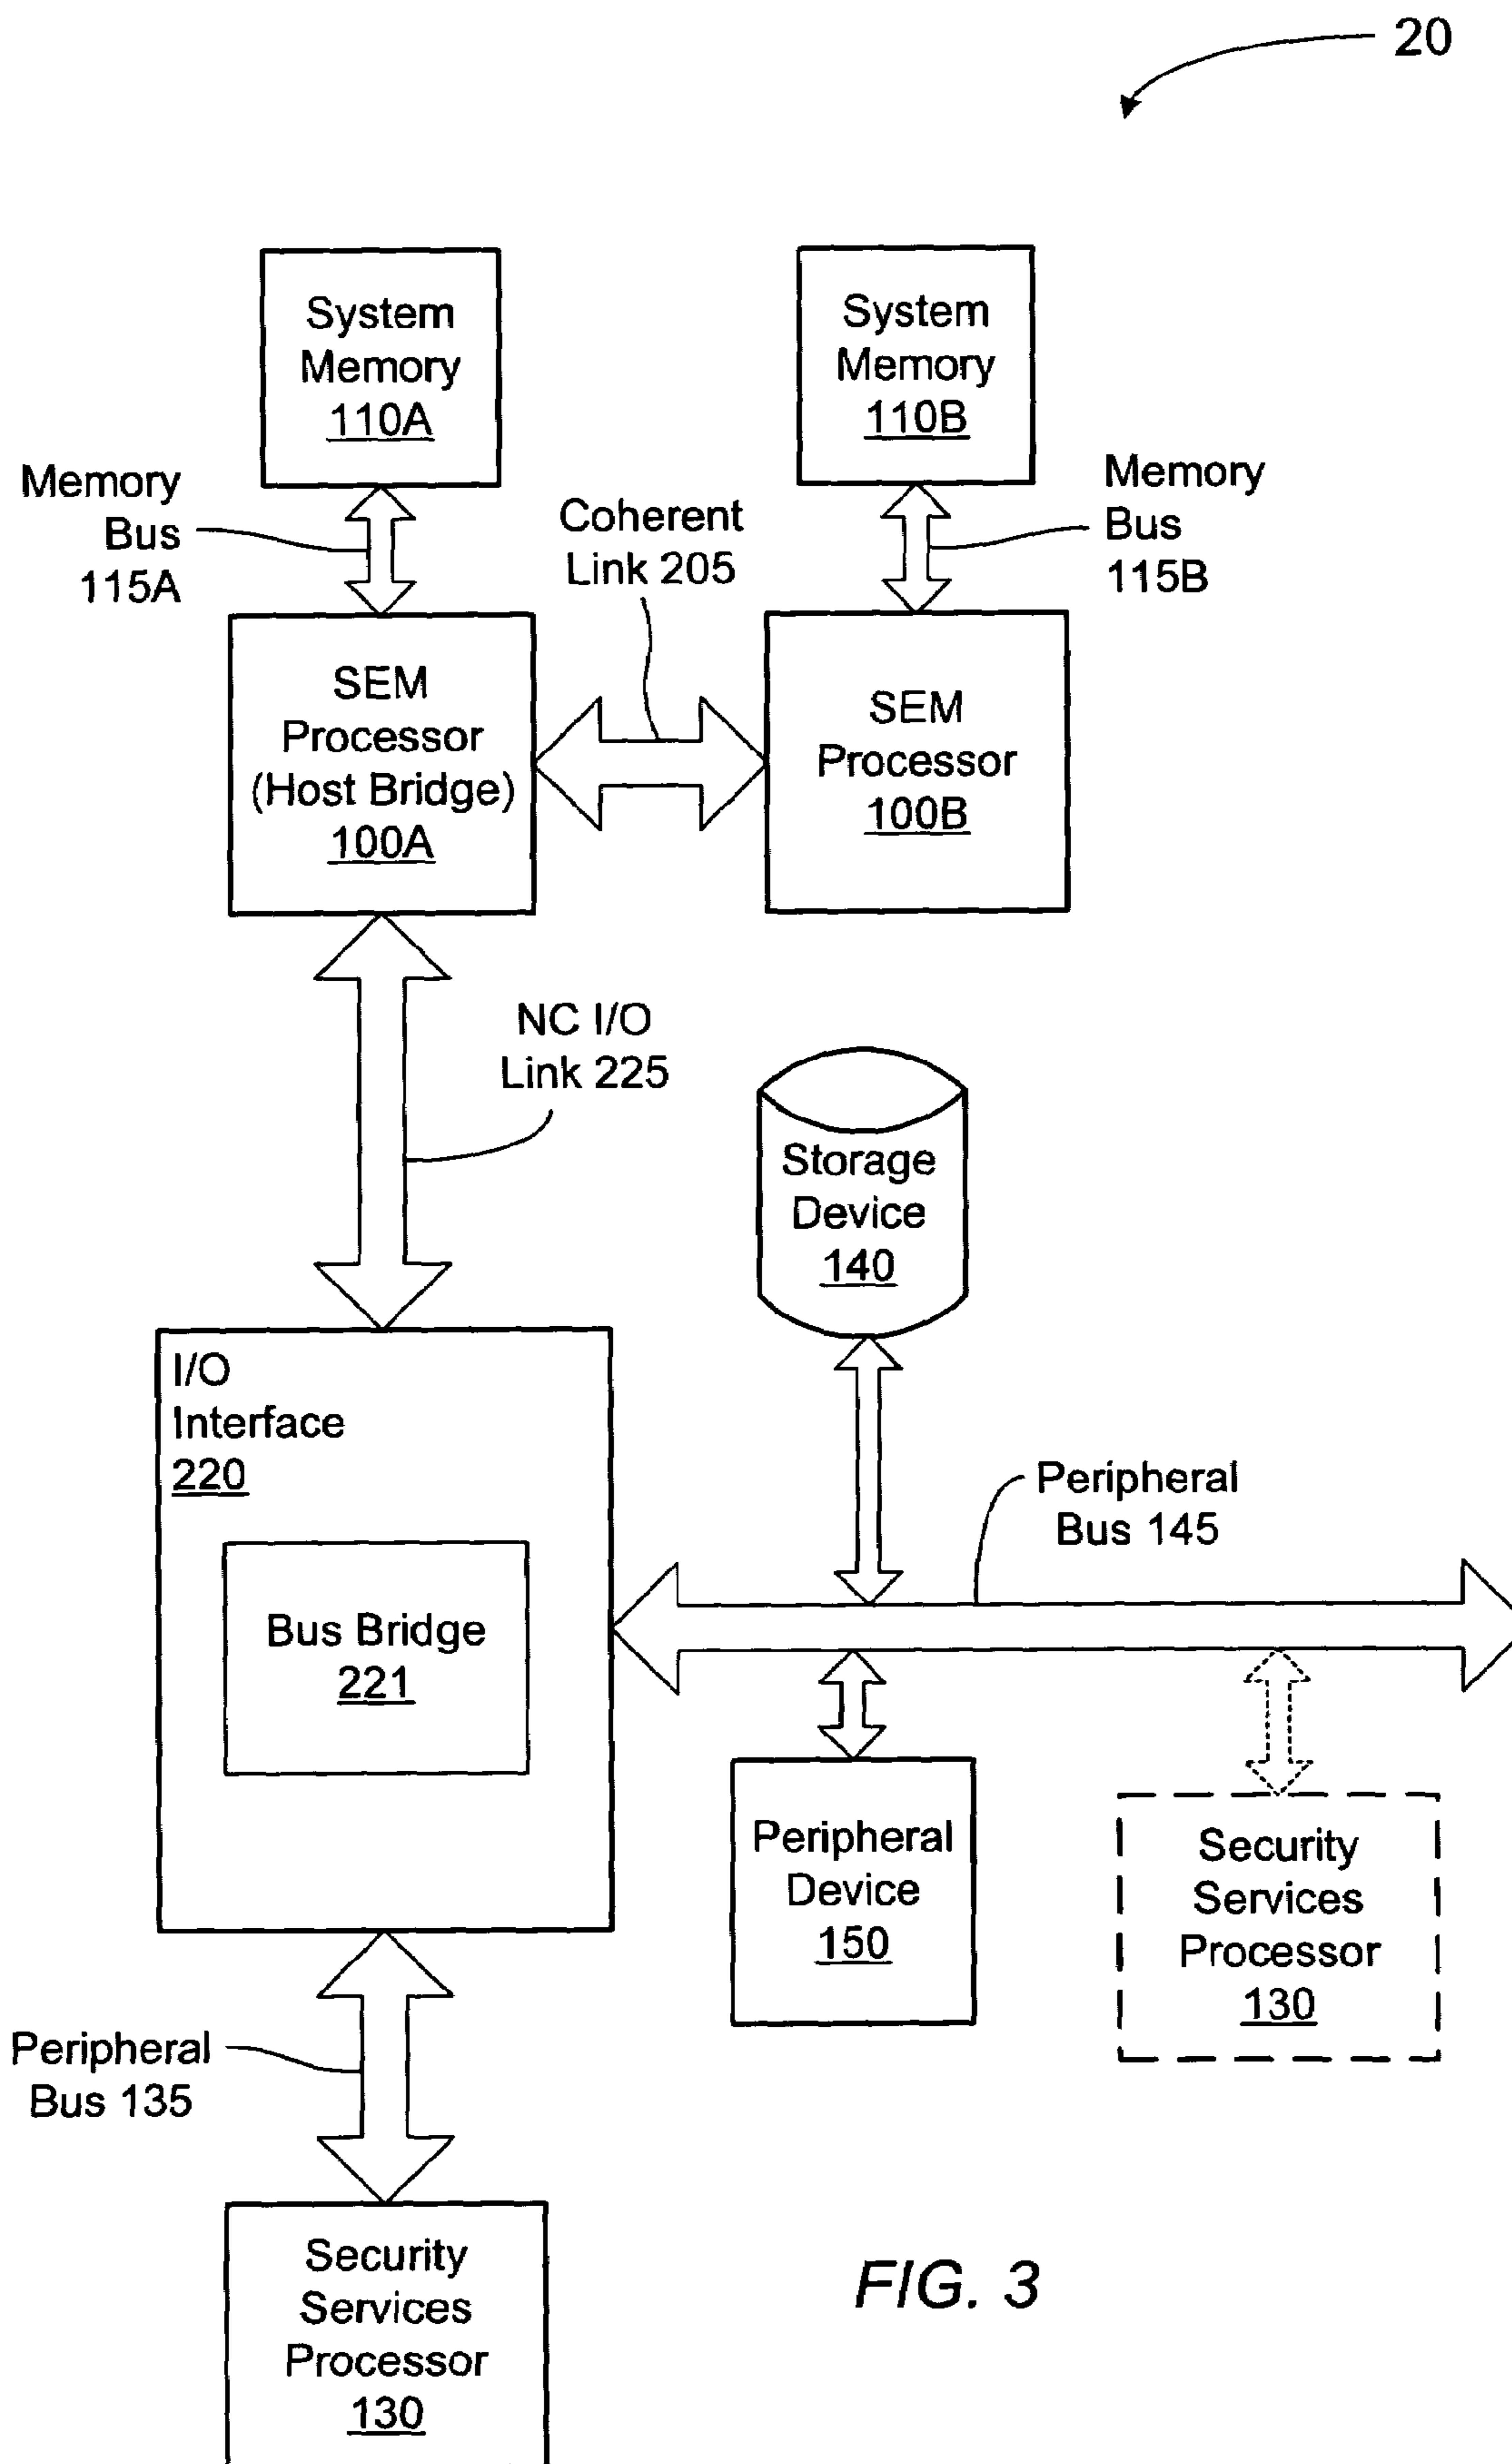 20
System
Memory
110A
System
Memory
110B
Memory
Bus
115A
Coherent
Link 205
Memory
Bus
115B
SEM
Processor
(Host Bridge)
100A
SEM
Processor
100B
NC I/O
Link 225
Storage
Device
140
I/O
Interface
220
Peripheral
Bus 145
Bus Bridge
221
Peripheral
Device
150
Security
Services
Processor
130
Peripheral
Bus 135
Security
Services
Processor
130
FIG. 3